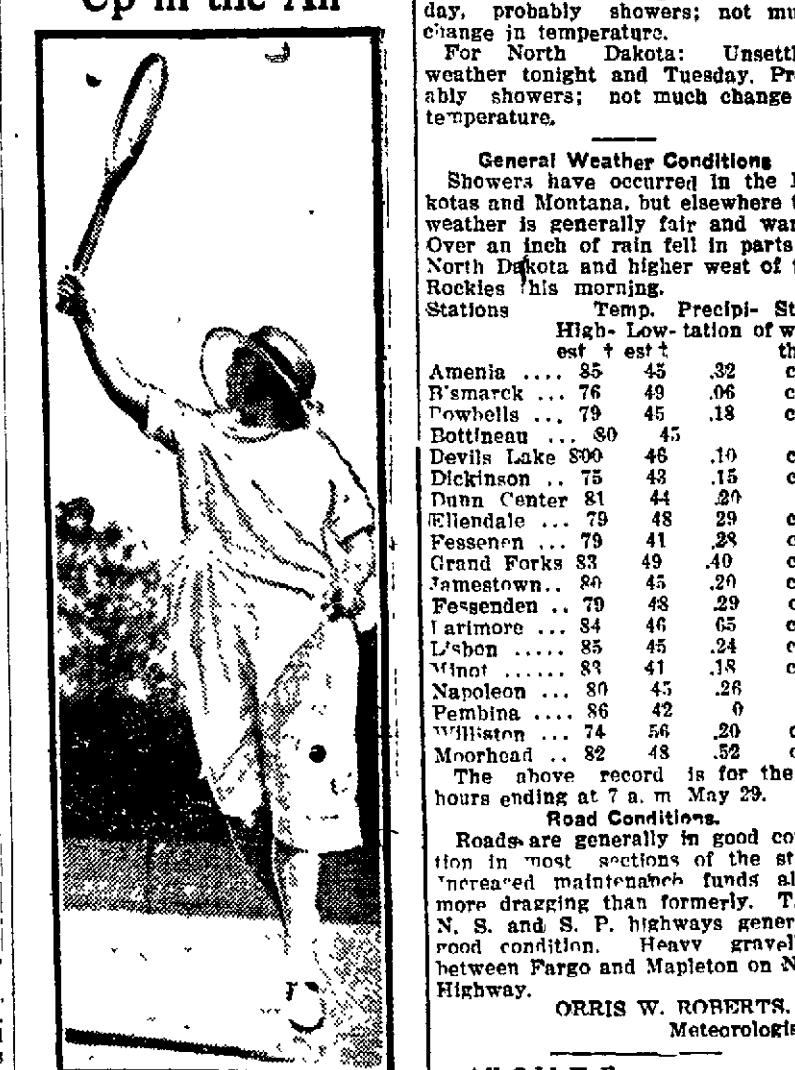 Up in the Air
day, probably showers; not mu
change in temperature.
For North Dakota: Unsettl
weather tonight and Tuesday. Pr
ably showers; not much change
temperature.
General Weather Conditions
Showers have occurred in the
kotas and Montana, but elsewhere t
weather is generally fair and war
Over an inch of rain fell in parts
North Dakota and higher west of t
Rockies this morning.
Stations Temp. Precipi- St
High- Low- tation of w
est † est ‡ th
Amenia .... 85 45 .32 c
Bismarck ... 76 49 .06 c
Bowbells ... 79 45 .18 c
Bottineau ... 80 45
Devils Lake 800 46 .10 c
Dickinson .. 75 43 .15 c
Dunn Center 81 44 .20
Ellendale ... 79 48 29 c
Fessenen ... 79 41 .28 c
Grand Forks 83 49 .40 c
Jamestown.. 80 45 .20 c
Fessenden .. 79 48 .29 c
Larimore ... 84 46 65 c
Lisbon ..... 85 45 .24 c
Minot ...... 83 41 .18 c
Napoleon ... 80 45 .26
Pembina .... 86 42 0
Williston ... 74 56 .20 c
Moorhead .. 82 48 .52 c
The above record is for the
hours ending at 7 a. m May 29.
Road Conditions.
Roads are generally in good co
tion in most sections of the st
Increased maintenance funds al
more dragging than formerly. T.
N. S. and S. P. highways gener
good condition. Heavy gravel
between Fargo and Mapleton on N
Highway.
ORRIS W. ROBERTS.
Meteorologis